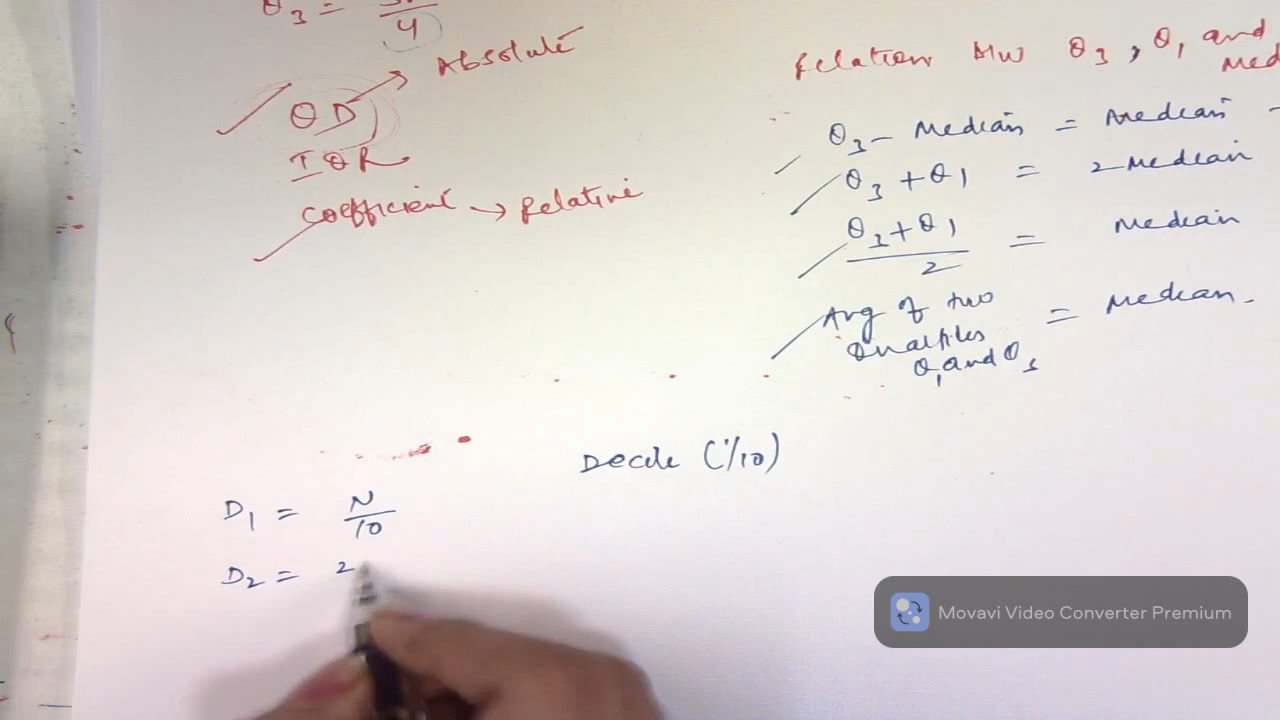 Q3 = 3N/4
QD → Absolute
IQR
Coefficient → Relative
Relation b/w Q3, Q1 and
Med
Q3 - Median = Median -
Q3 + Q1 = 2 Median
Q3 + Q1 / 2 = Median
Avg of two = Median.
Quartiles
Q1 and Q3
Decile (1/10)
D1 = N/10
D2 = 2
Movavi Video Converter Premium